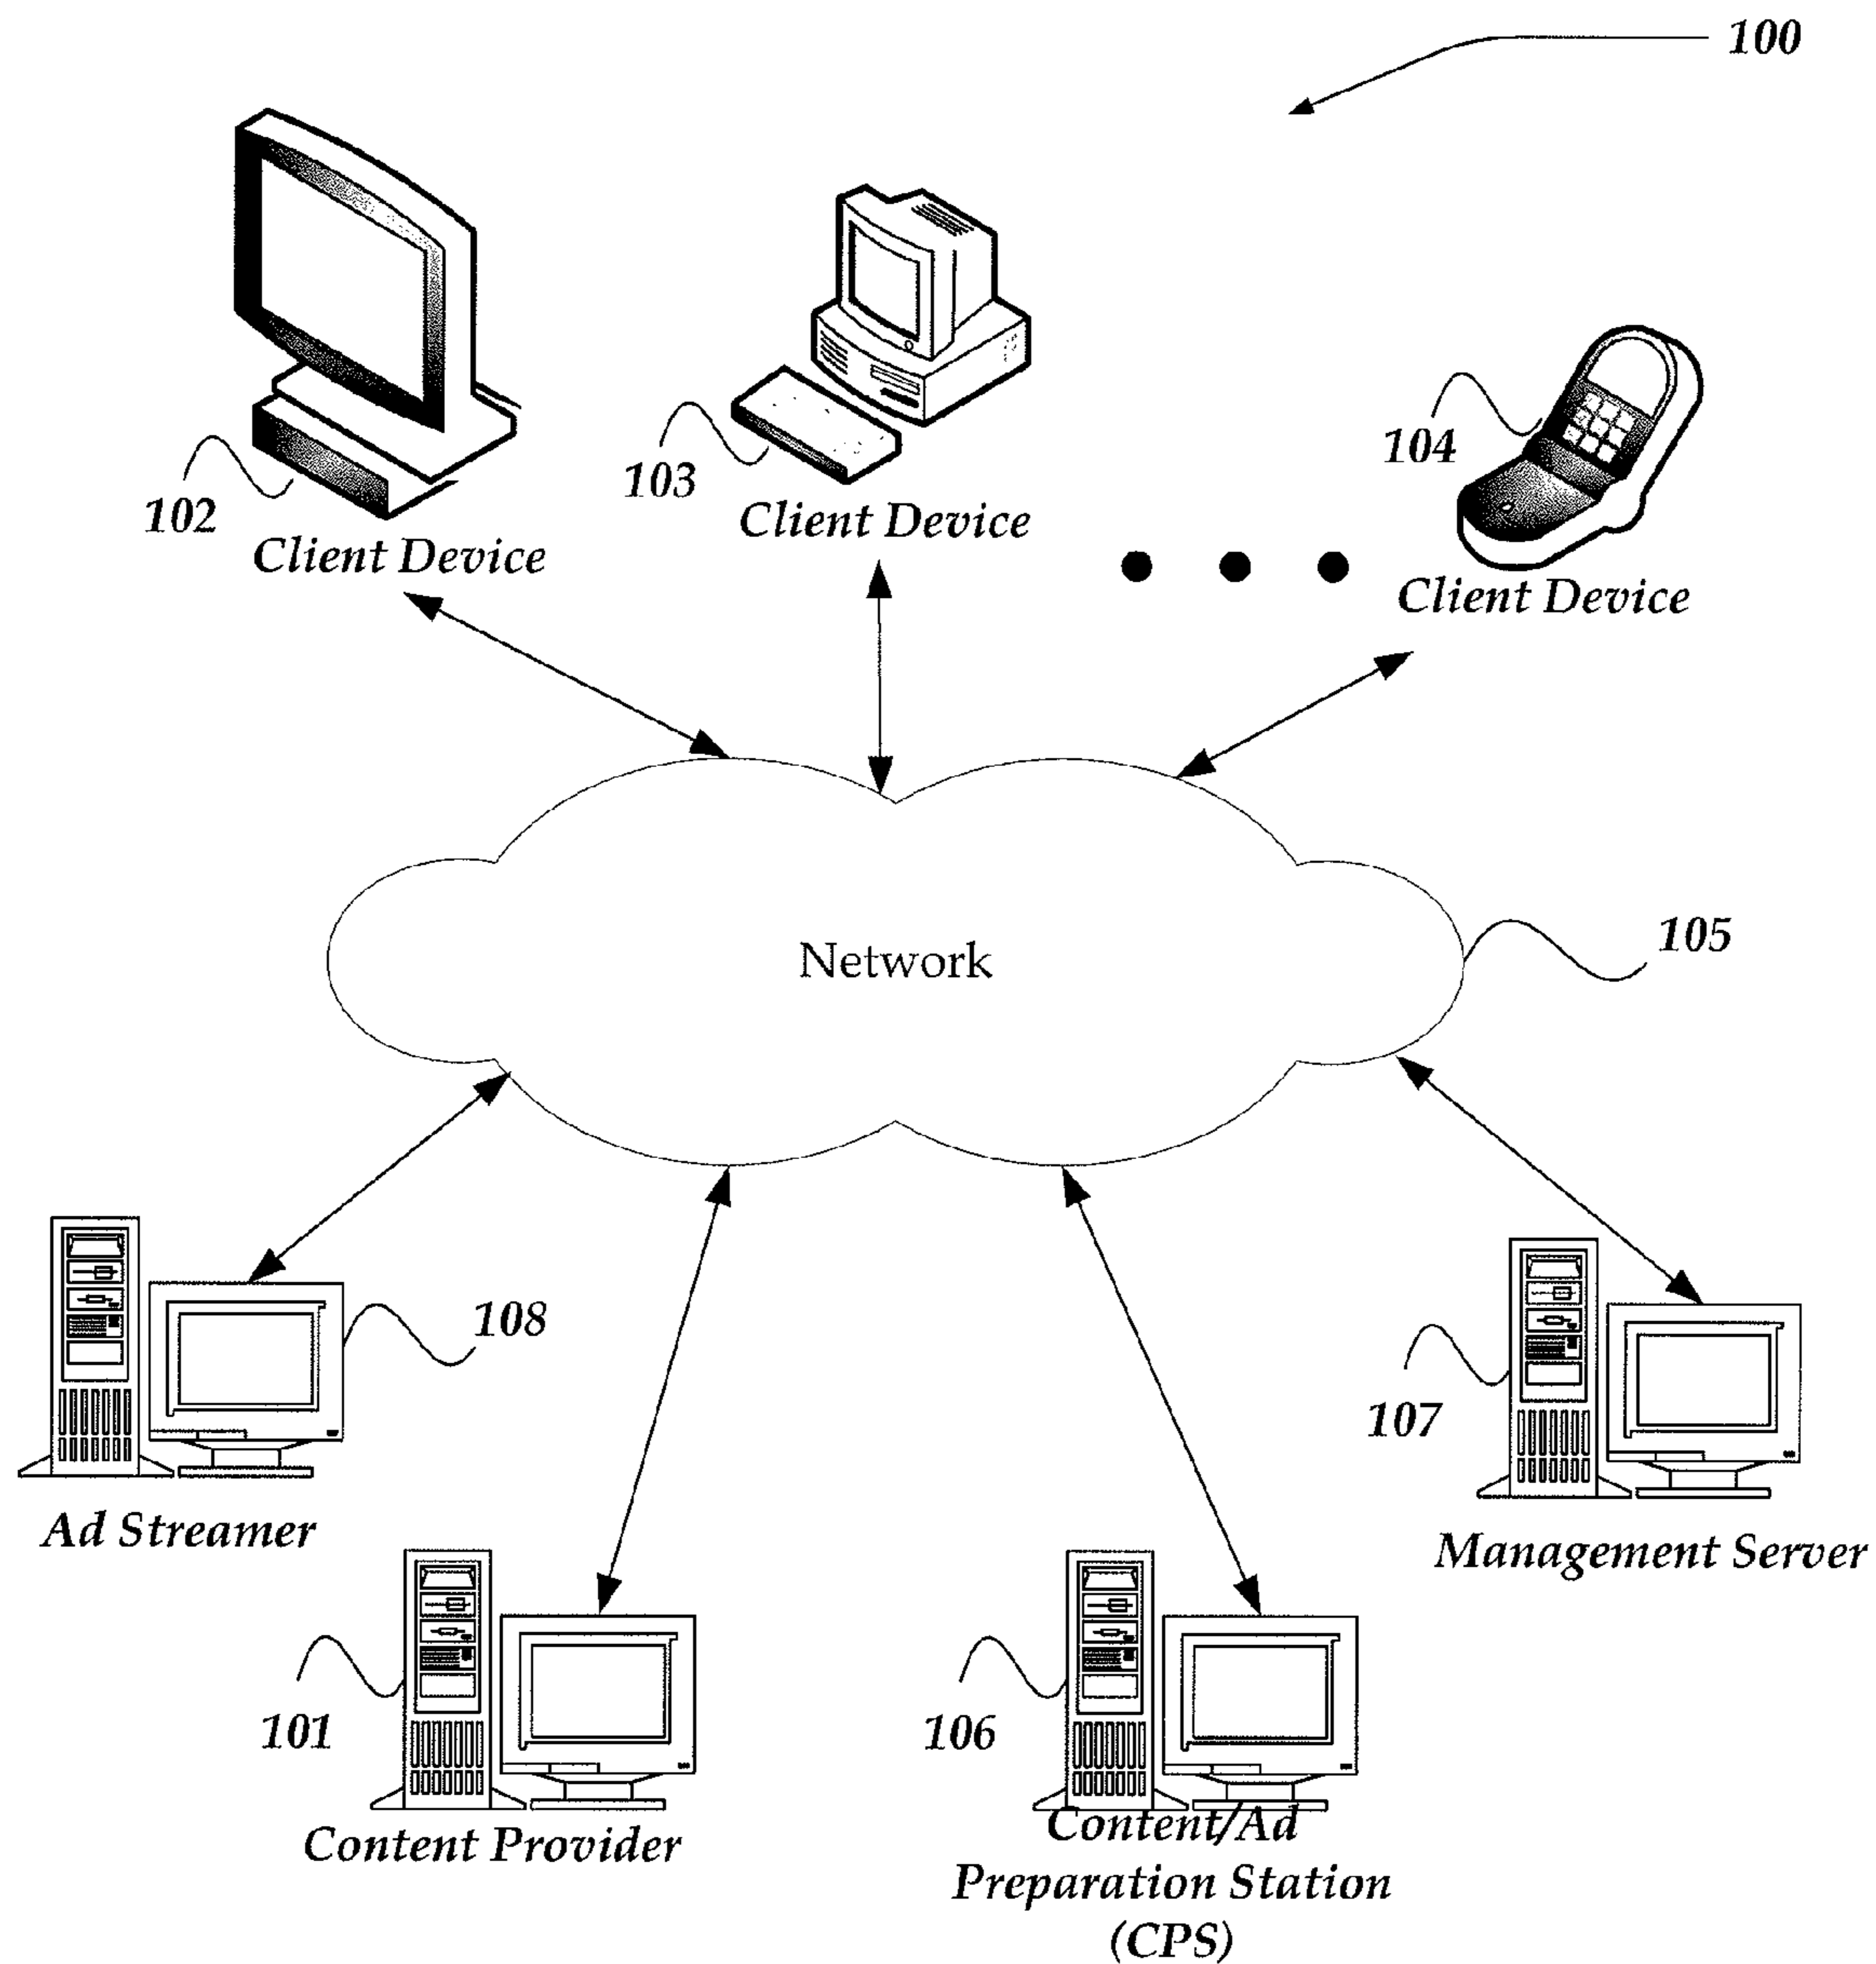 100
102
Client Device
103
Client Device
104
Client Device
Network
105
108
Ad Streamer
107
Management Server
101
Content Provider
106
Content/Ad
Preparation Station
(CPS)